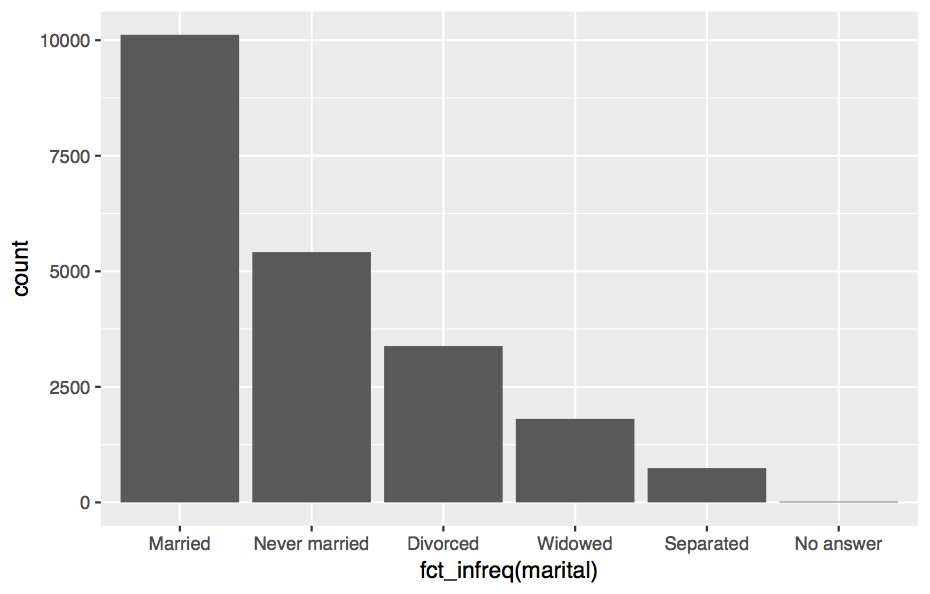 10000
7500
5000
2500
0
count
Married Never married Divorced Widowed Separated No answer
fct_infreq(marital)